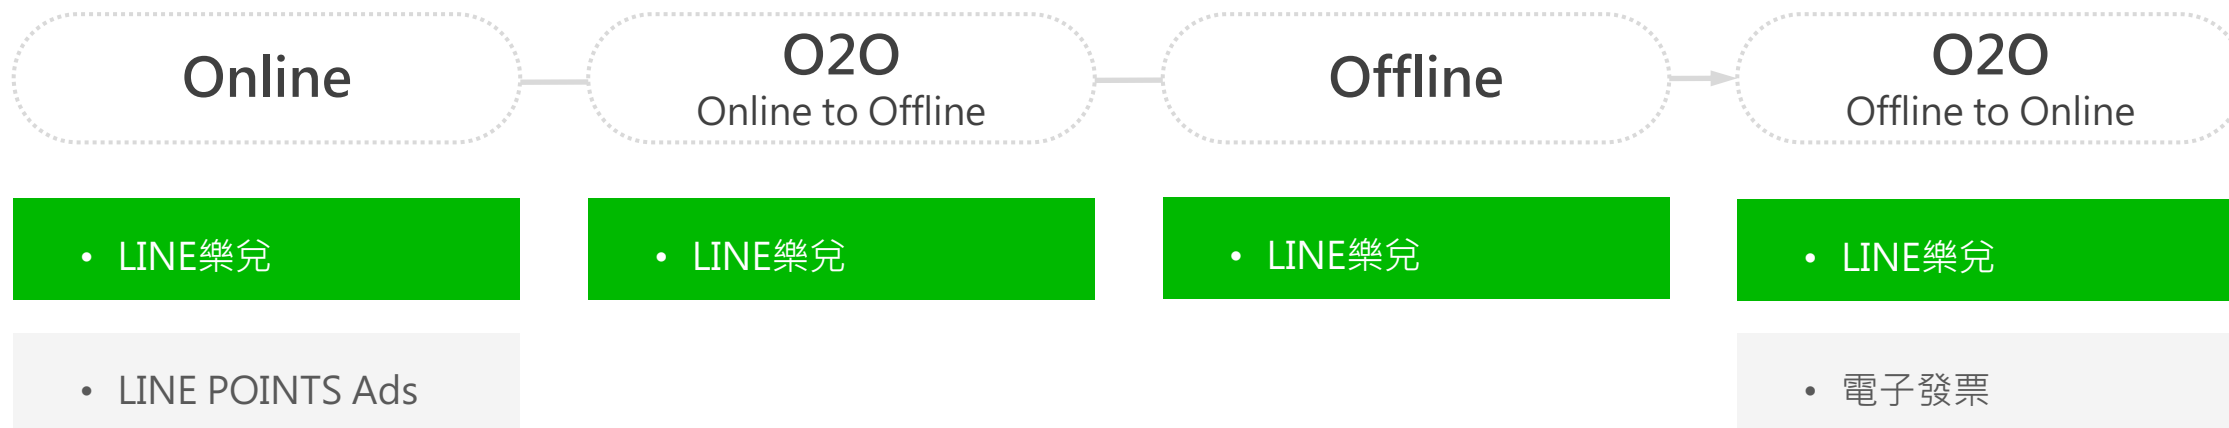 Online
O2O
Online to Offline
Offline
O2O
Offline to Online
• LINE樂兌
• LINE樂兌
• LINE樂兌
• LINE樂兌
• LINE POINTS Ads
• 電子發票